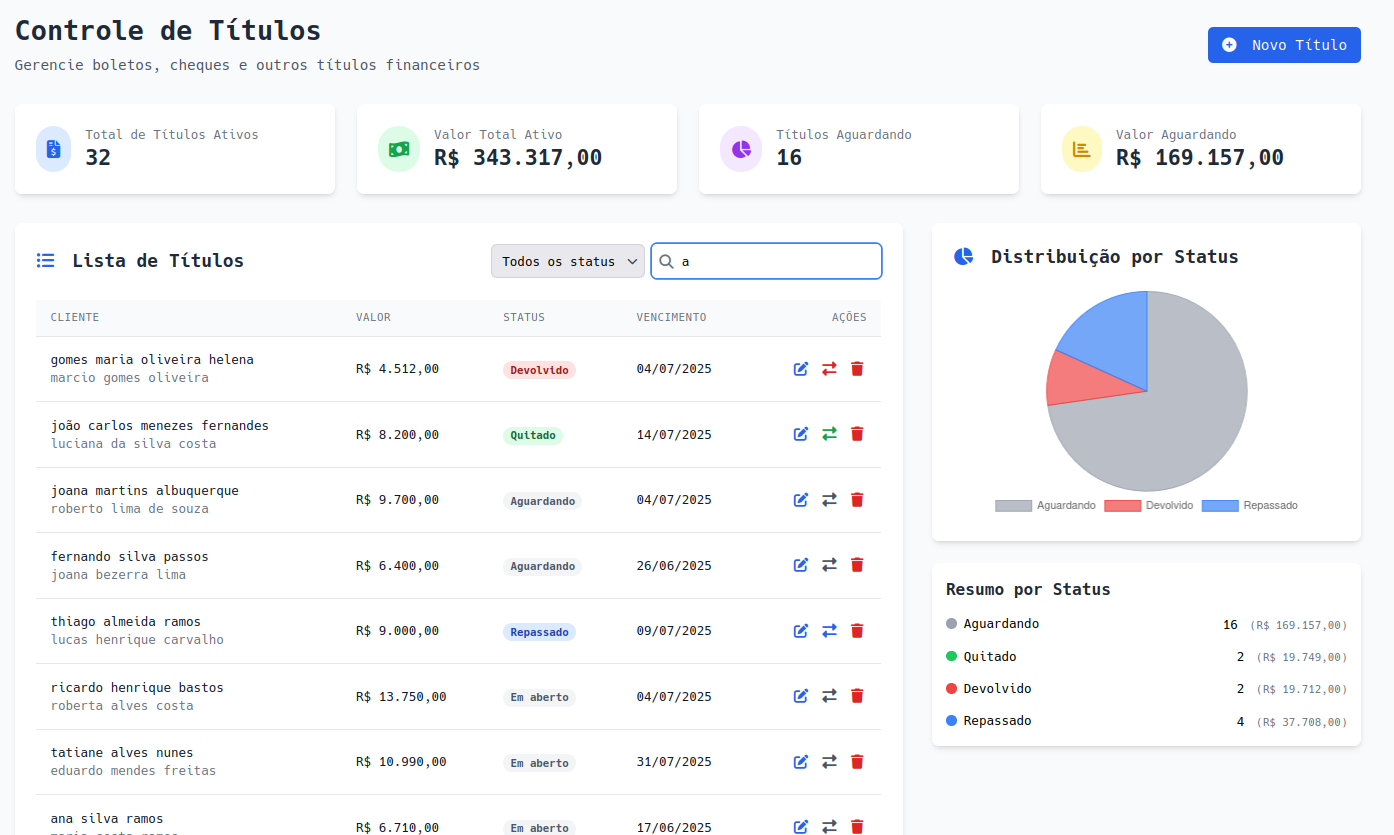 Controle de Títulos
Gerencie boletos, cheques e outros títulos financeiros
Novo Título
Total de Títulos Ativos
32
Valor Total Ativo
R$ 343.317,00
Títulos Aguardando
16
Valor Aguardando
R$ 169.157,00
Lista de Títulos
Todos os status
a
CLIENTE VALOR STATUS VENCIMENTO AÇÕES
gomes maria oliveira helena
marcio gomes oliveira
R$ 4.512,00 Devolvido 04/07/2025
joão carlos menezes fernandes
luciana da silva costa
R$ 8.200,00 Quitado 14/07/2025
joana martins albuquerque
roberto lima de souza
R$ 9.700,00 Aguardando 04/07/2025
fernando silva passos
joana bezerra lima
R$ 6.400,00 Aguardando 26/06/2025
thiago almeida ramos
lucas henrique carvalho
R$ 9.000,00 Repassado 09/07/2025
ricardo henrique bastos
roberta alves costa
R$ 13.750,00 Em aberto 04/07/2025
tatiane alves nunes
eduardo mendes freitas
R$ 10.990,00 Em aberto 31/07/2025
ana silva ramos
R$ 6.710,00 Em aberto 17/06/2025
Distribuição por Status
Aguardando Devolvido Repassado
Resumo por Status
Aguardando 16 (R$ 169.157,00)
Quitado 2 (R$ 19.749,00)
Devolvido 2 (R$ 19.712,00)
Repassado 4 (R$ 37.708,00)